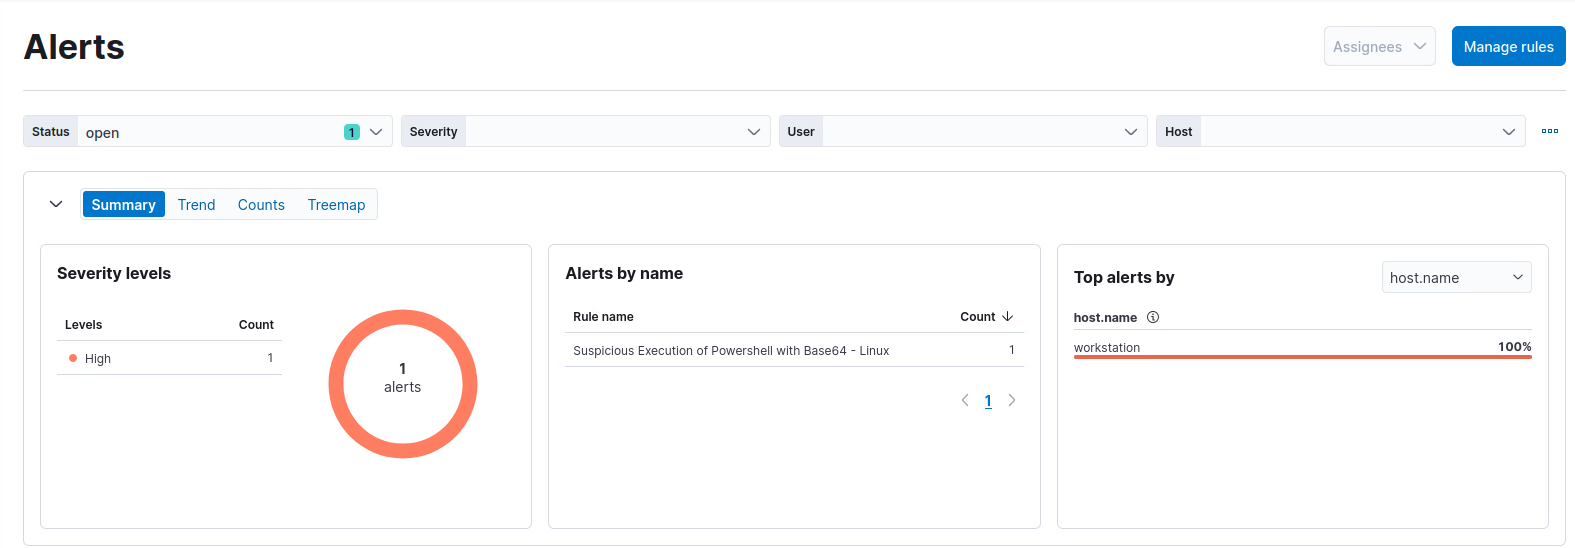 Alerts
Assignees
Manage rules
Status open 1
Severity
User
Host
Summary Trend Counts Treemap
Severity levels
Levels Count
High 1
1
alerts
Alerts by name
Rule name Count
Suspicious Execution of Powershell with Base64 - Linux 1
1
Top alerts by host.name
host.name
workstation 100%